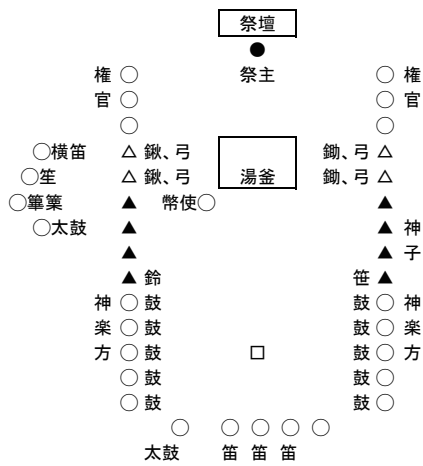 祭壇
●
権 ◯ 祭主 ◯ 権
官 ◯ ◯ 官
◯ ◯
◯横笛 △ 鍬、弓 鋤、弓 △
◯笙 △ 鍬、弓 湯釜 鋤、弓 △
◯篳篥 ▲ 幣使◯ ▲
◯太鼓 ▲ ▲ 神
▲ ▲ 子
▲ 鈴 笹 ▲
神 ◯ 鼓 鼓 ◯ 神
楽 ◯ 鼓 鼓 ◯ 楽
方 ◯ 鼓 □ 鼓 ◯ 方
◯ 鼓 鼓 ◯
◯ 鼓 鼓 ◯
◯ ◯ ◯ ◯ ◯
太鼓 笛 笛 笛